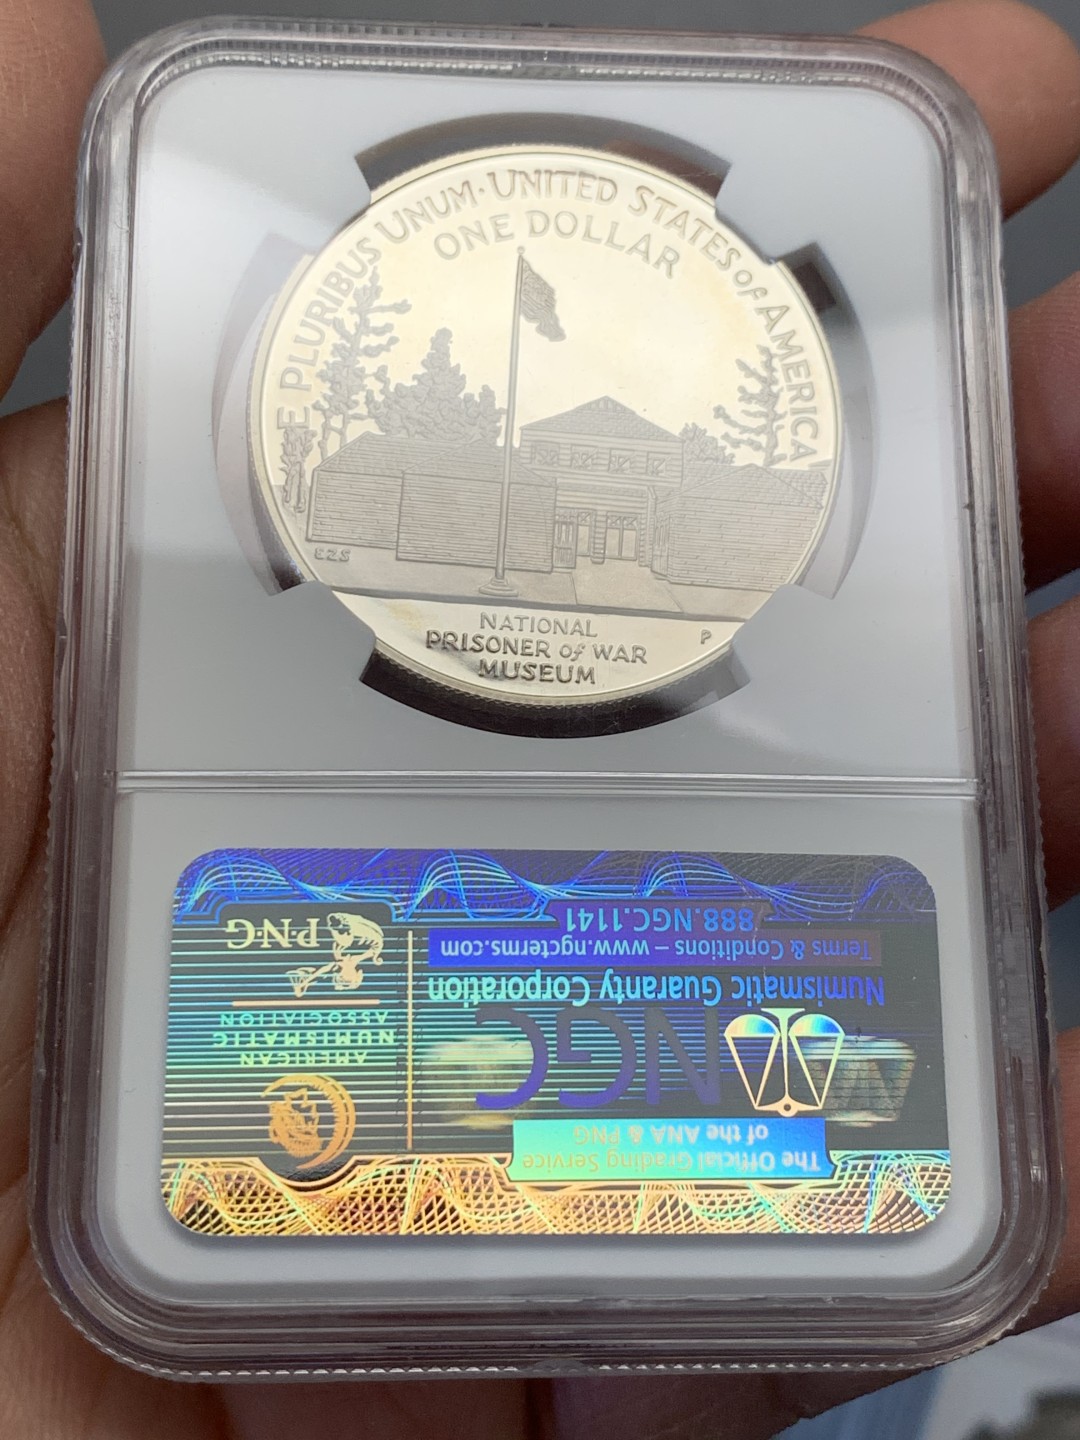 E PLURIBUS UNUM · UNITED STATES of AMERICA
ONE DOLLAR
EZS
P
NATIONAL
PRISONER of WAR
MUSEUM
The Official Grading Service
of the ANA & PNG
NGC
Numismatic Guaranty Corporation
Terms & Conditions – www.ngcterms.com
888.NGC.1141
AMERICAN
NUMISMATIC
ASSOCIATION
P·N·G